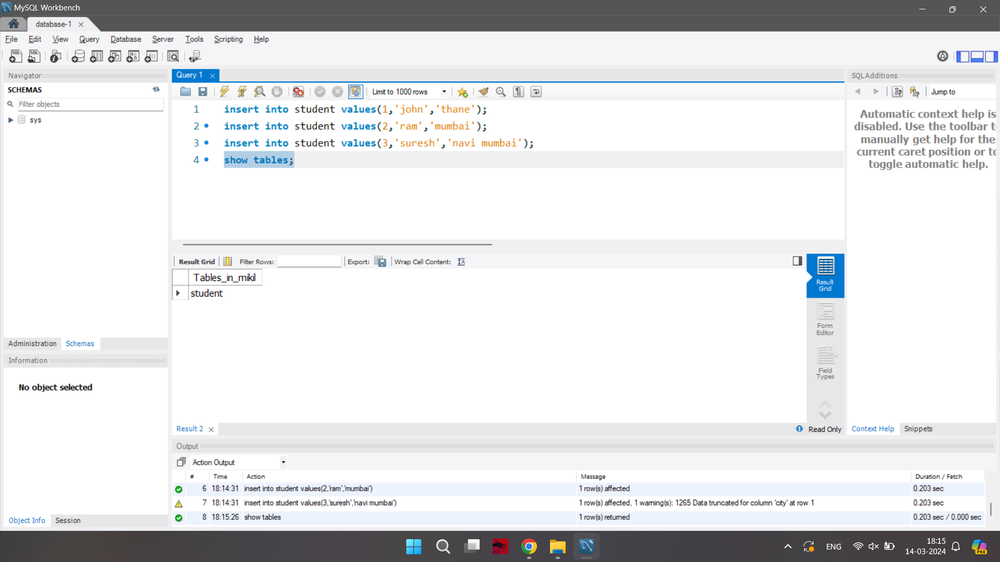 MySQL Workbench
database-1
File Edit View Query Database Server Tools Scripting Help
Navigator
SCHEMAS
Filter objects
sys
Administration Schemas
Information
No object selected
Object Info Session
Query 1
Limit to 1000 rows
1 insert into student values(1,'john','thane');
2 insert into student values(2,'ram','mumbai');
3 insert into student values(3,'suresh','navi mumbai');
4 show tables;
Result Grid Filter Rows: Export: Wrap Cell Content:
Tables_in_mikil
student
Result
Grid
Form
Editor
Field
Types
Result 2
Read Only
SQLAdditions
Jump to
Automatic context help is
disabled. Use the toolbar t
manually get help for the
current caret position or to
toggle automatic help.
Context Help Snippets
Output
Action Output
# Time Action Message Duration / Fetch
6 18:14:31 insert into student values(2,'ram','mumbai') 1 row(s) affected 0.203 sec
7 18:14:31 insert into student values(3,'suresh','navi mumbai') 1 row(s) affected, 1 warning(s): 1265 Data truncated for column 'city' at row 1 0.203 sec
8 18:15:26 show tables 1 row(s) returned 0.203 sec / 0.000 sec
ENG
18:15
14-03-2024
PRE